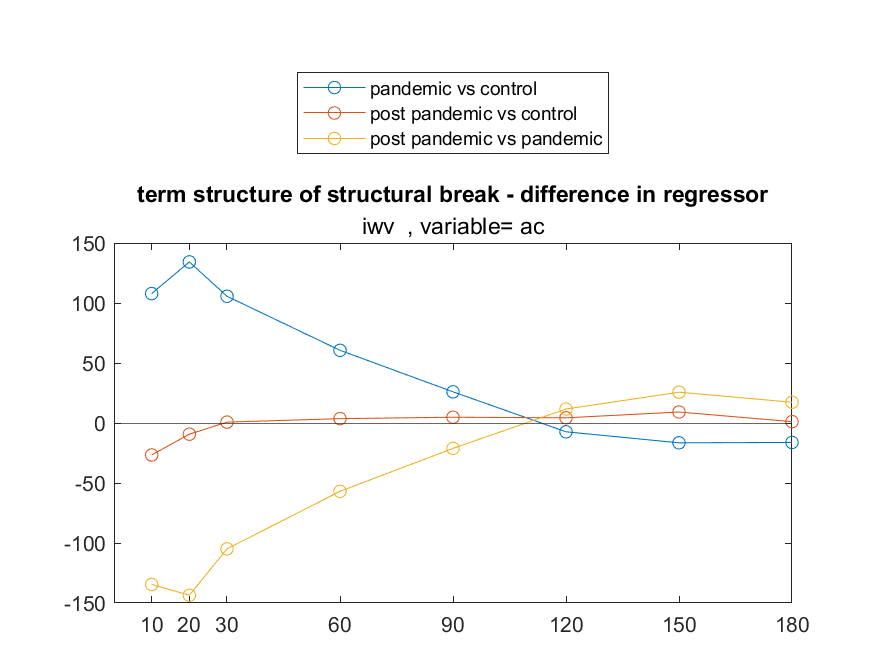 pandemic vs control
post pandemic vs control
post pandemic vs pandemic
term structure of structural break - difference in regressor
iwv  , variable= ac
150
100
50
0
-50
-100
-150
10 20 30 60 90 120 150 180